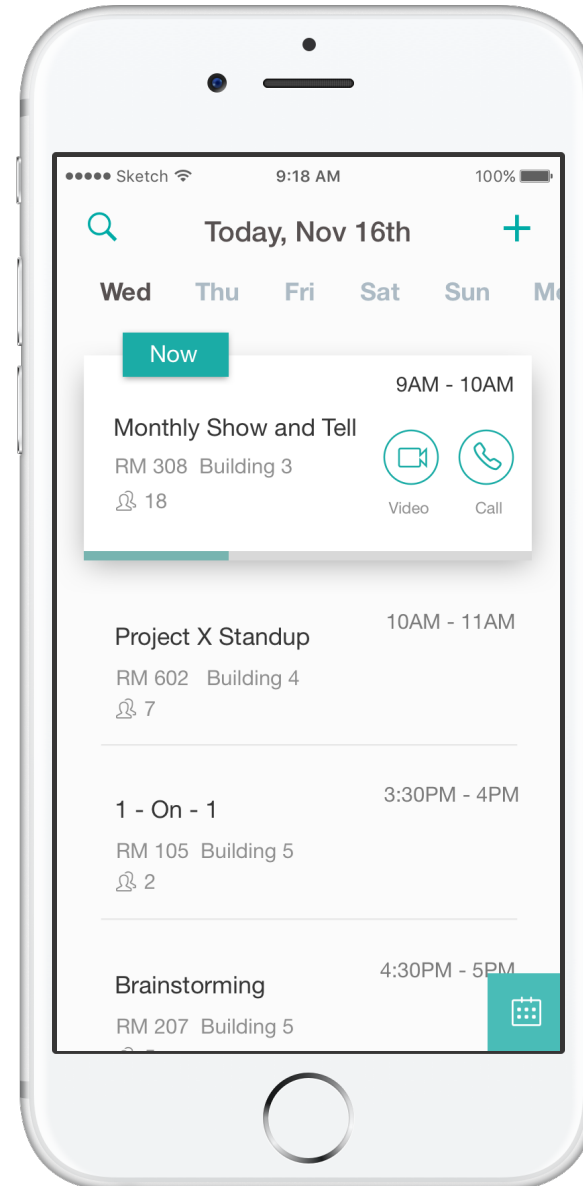 Sketch 9:18 AM 100%
Today, Nov 16th
Wed Thu Fri Sat Sun
Now
9AM - 10AM
Monthly Show and Tell
RM 308 Building 3
18
Video Call
10AM - 11AM
Project X Standup
RM 602 Building 4
7
3:30PM - 4PM
1 - On - 1
RM 105 Building 5
2
4:30PM - 5PM
Brainstorming
RM 207 Building 5